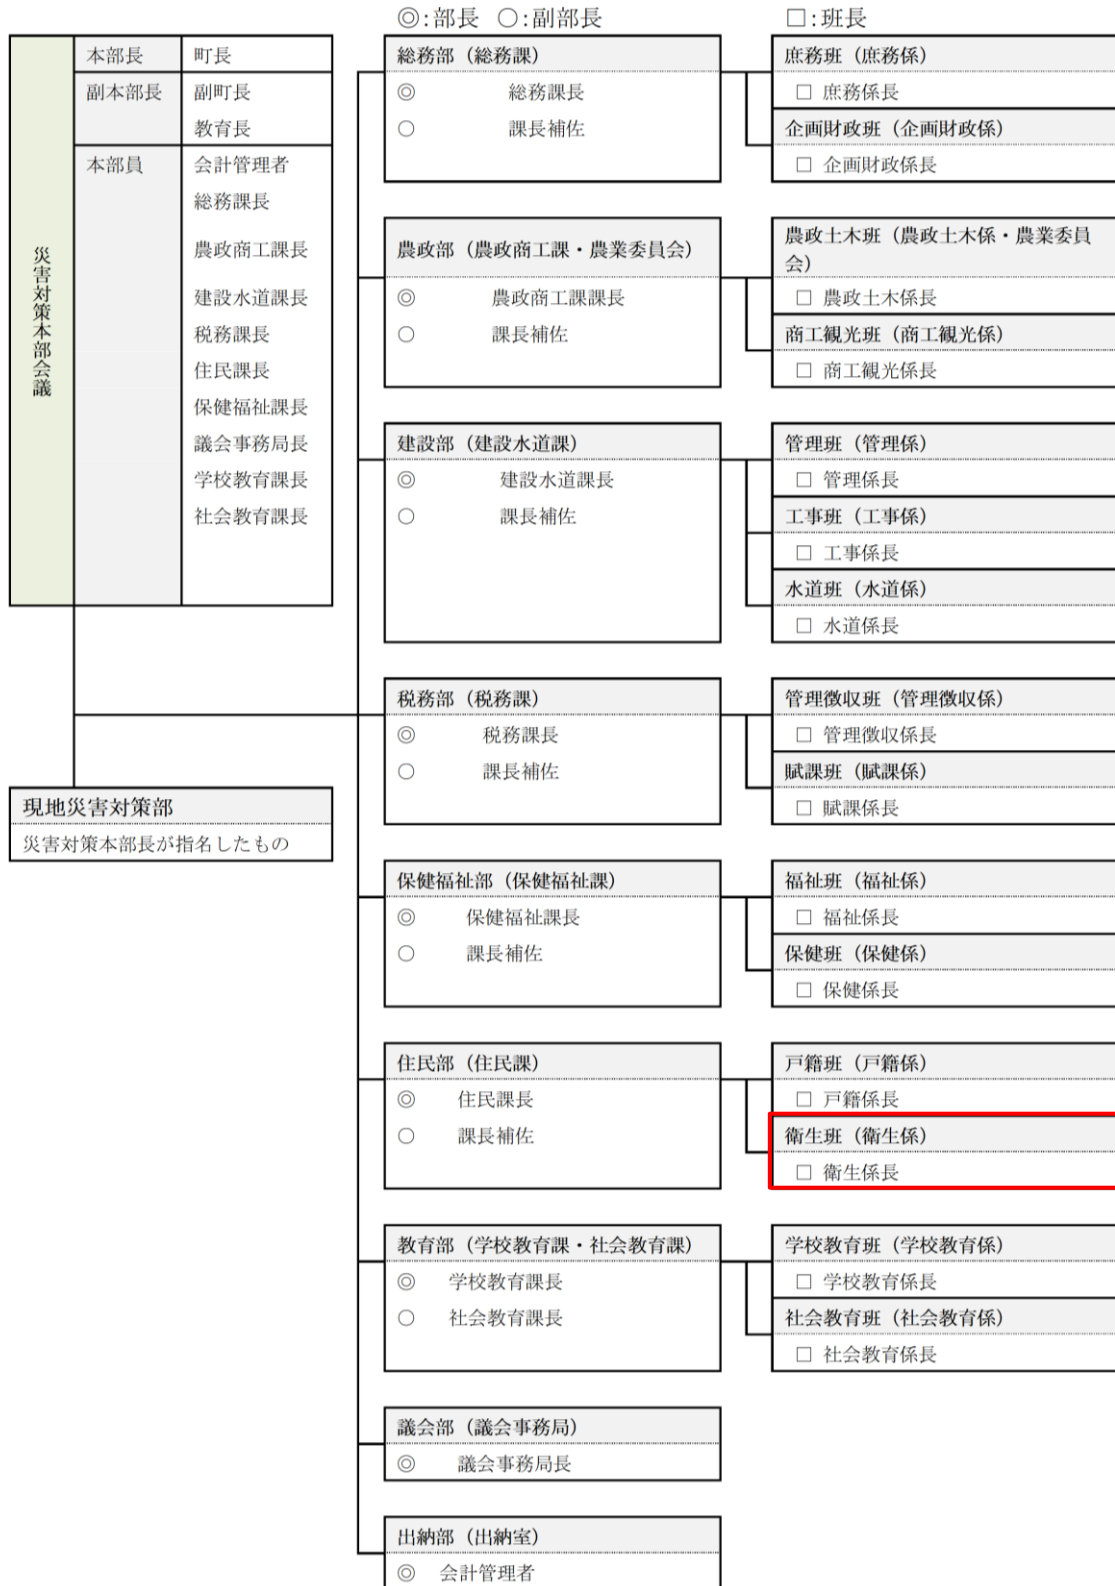 ◎:部長 ○:副部長 □:班長
災害対策本部会議
本部長 町長
副本部長 副町長
教育長
本部員 会計管理者
総務課長
農政商工課長
建設水道課長
税務課長
住民課長
保健福祉課長
議会事務局長
学校教育課長
社会教育課長
現地災害対策部
災害対策本部長が指名したもの
総務部（総務課）
◎ 総務課長
○ 課長補佐
庶務班（庶務係）
□ 庶務係長
企画財政班（企画財政係）
□ 企画財政係長
農政部（農政商工課・農業委員会）
◎ 農政商工課課長
○ 課長補佐
農政土木班（農政土木係・農業委員
会）
□ 農政土木係長
商工観光班（商工観光係）
□ 商工観光係長
建設部（建設水道課）
◎ 建設水道課長
○ 課長補佐
管理班（管理係）
□ 管理係長
工事班（工事係）
□ 工事係長
水道班（水道係）
□ 水道係長
税務部（税務課）
◎ 税務課長
○ 課長補佐
管理徴収班（管理徴収係）
□ 管理徴収係長
賦課班（賦課係）
□ 賦課係長
保健福祉部（保健福祉課）
◎ 保健福祉課長
○ 課長補佐
福祉班（福祉係）
□ 福祉係長
保健班（保健係）
□ 保健係長
住民部（住民課）
◎ 住民課長
○ 課長補佐
戸籍班（戸籍係）
□ 戸籍係長
衛生班（衛生係）
□ 衛生係長
教育部（学校教育課・社会教育課）
◎ 学校教育課長
○ 社会教育課長
学校教育班（学校教育係）
□ 学校教育係長
社会教育班（社会教育係）
□ 社会教育係長
議会部（議会事務局）
◎ 議会事務局長
出納部（出納室）
◎ 会計管理者